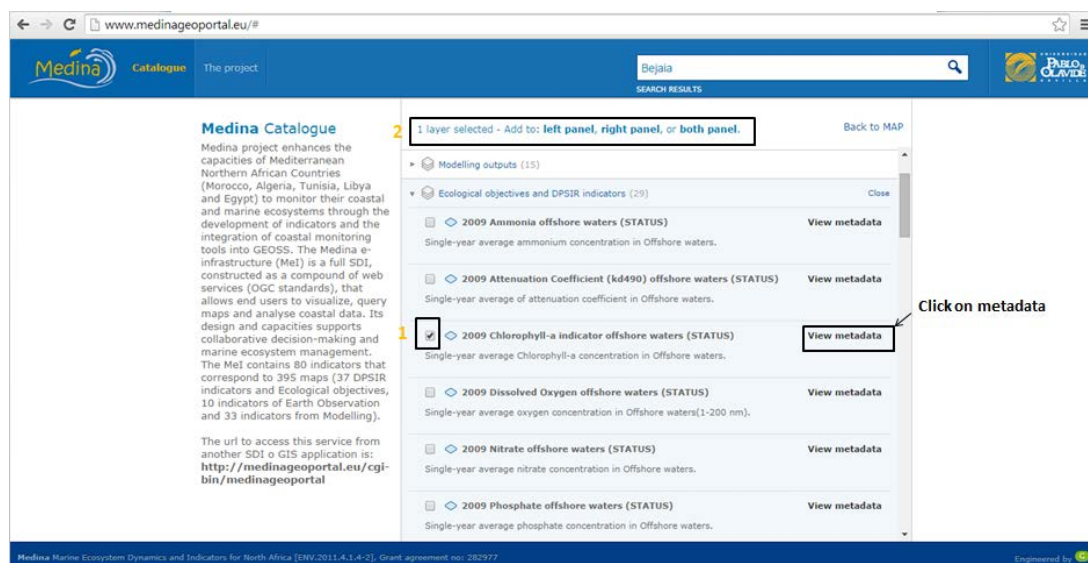 www.medinageoportal.eu/#
Medina
Catalogue
The project
Bejaia
SEARCH RESULTS
UNIVERSIDAD
PABLO DE
OLAVIDE
SEVILLA
Medina Catalogue
Medina project enhances the
capacities of Mediterranean
Northern African Countries
(Morocco, Algeria, Tunisia, Libya
and Egypt) to monitor their coastal
and marine ecosystems through the
development of indicators and the
integration of coastal monitoring
tools into GEOSS. The Medina e-
infrastructure (MeI) is a full SDI,
constructed as a compound of web
services (OGC standards), that
allows end users to visualize, query
maps and analyse coastal data. Its
design and capacities supports
collaborative decision-making and
marine ecosystem management.
The MeI contains 80 indicators that
correspond to 395 maps (37 DPSIR
indicators and Ecological objectives,
10 indicators of Earth Observation
and 33 indicators from Modelling).
The url to access this service from
another SDI o GIS application is:
http://medinageoportal.eu/cgi-
bin/medinageoportal
2
1 layer selected - Add to: left panel, right panel, or both panel.
Back to MAP
Modelling outputs (15)
Ecological objectives and DPSIR indicators (29)
Close
2009 Ammonia offshore waters (STATUS)
View metadata
Single-year average ammonium concentration in Offshore waters.
2009 Attenuation Coefficient (kd490) offshore waters (STATUS)
View metadata
Single-year average of attenuation coefficient in Offshore waters.
Click on metadata
1
2009 Chlorophyll-a indicator offshore waters (STATUS)
View metadata
Single-year average Chlorophyll-a concentration in Offshore waters.
2009 Dissolved Oxygen offshore waters (STATUS)
View metadata
Single-year average oxygen concentration in Offshore waters(1-200 nm).
2009 Nitrate offshore waters (STATUS)
View metadata
Single-year average nitrate concentration in Offshore waters.
2009 Phosphate offshore waters (STATUS)
View metadata
Single-year average phosphate concentration in Offshore waters.
Medina Marine Ecosystem Dynamics and Indicators for North Africa [ENV.2011.4.1.4-2]. Grant agreement no: 282977
Engineered by